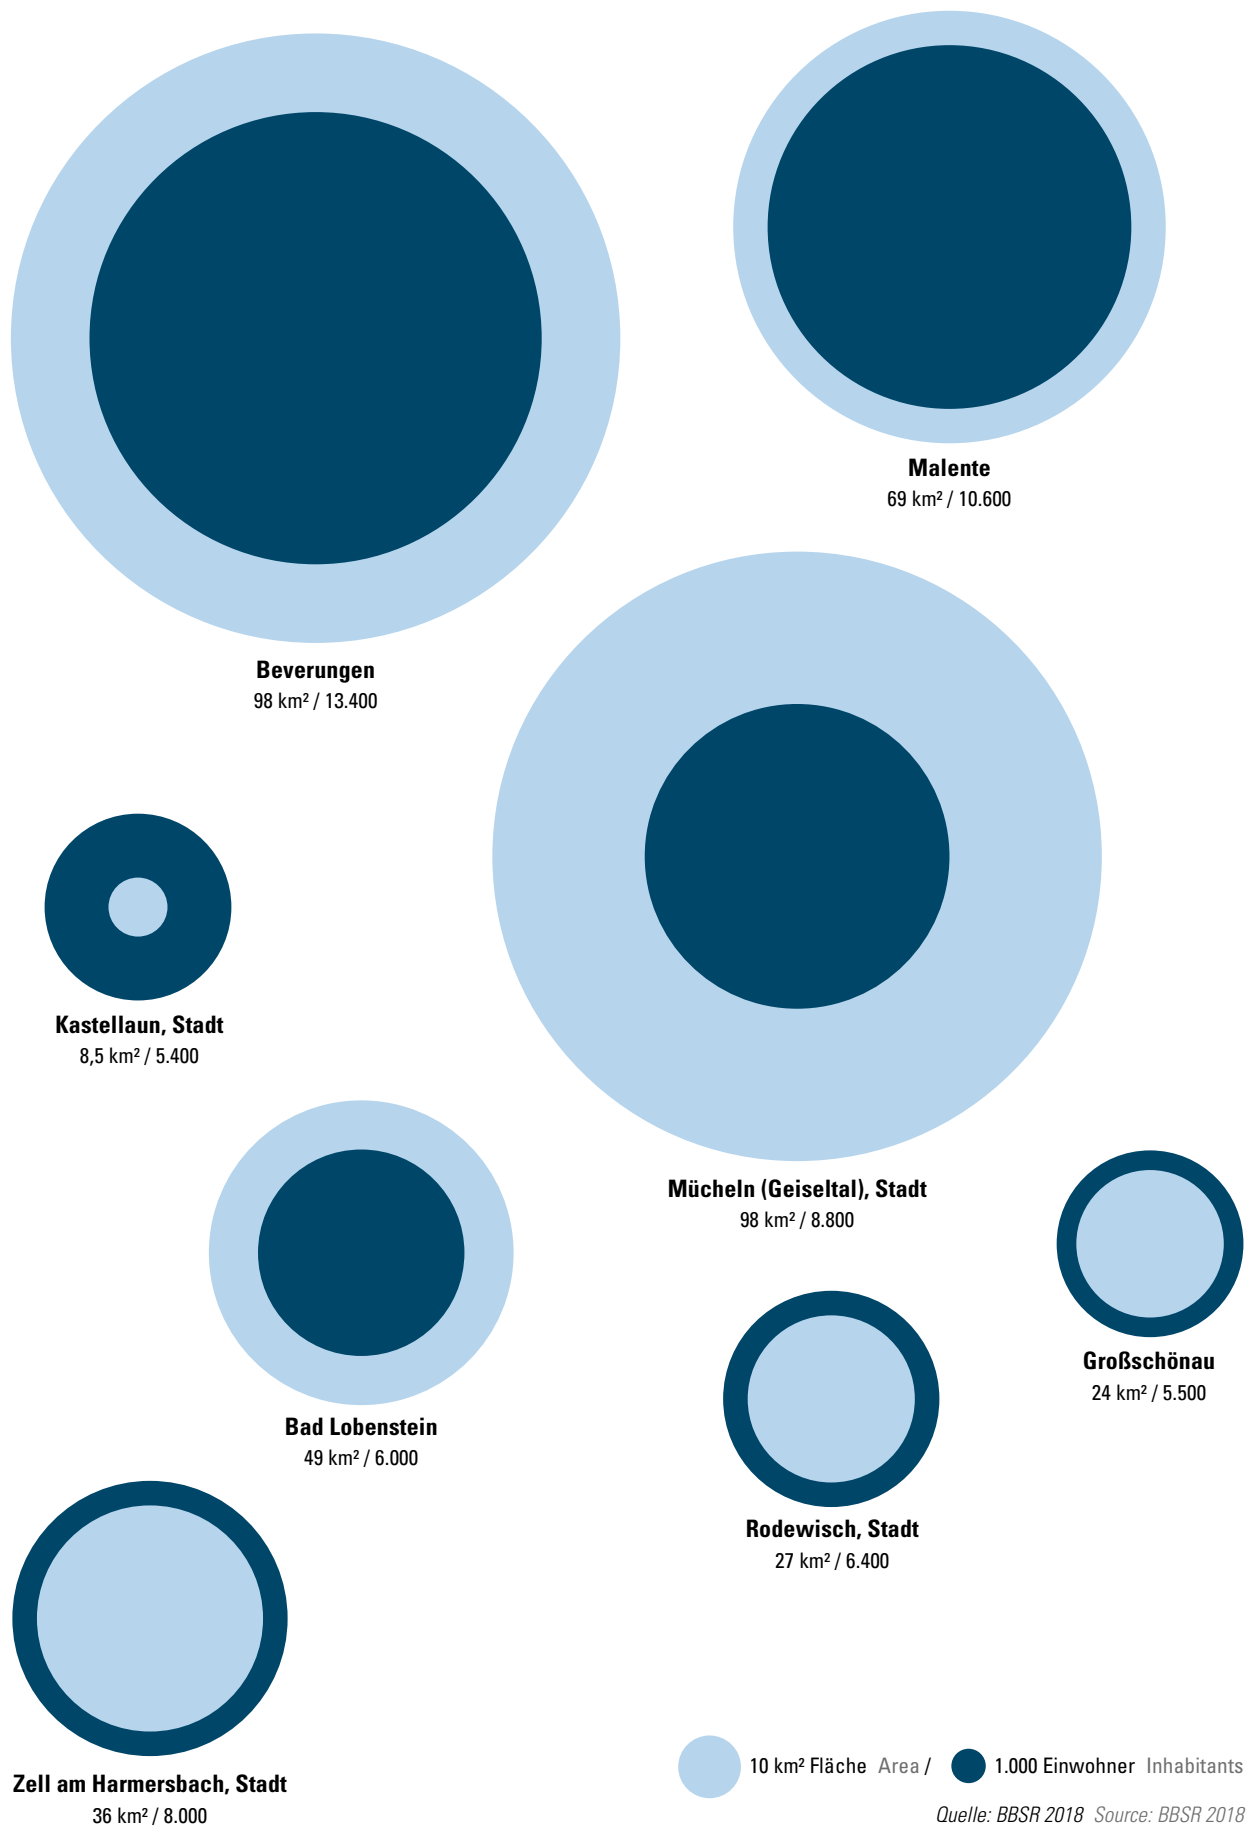 Malente
69 km² / 10.600
Beverungen
98 km² / 13.400
Kastellaun, Stadt
8,5 km² / 5.400
Mücheln (Geiseltal), Stadt
98 km² / 8.800
Großschönau
24 km² / 5.500
Bad Lobenstein
49 km² / 6.000
Rodewisch, Stadt
27 km² / 6.400
Zell am Harmersbach, Stadt
36 km² / 8.000
10 km² Fläche Area / 1.000 Einwohner Inhabitants
Quelle: BBSR 2018 Source: BBSR 2018